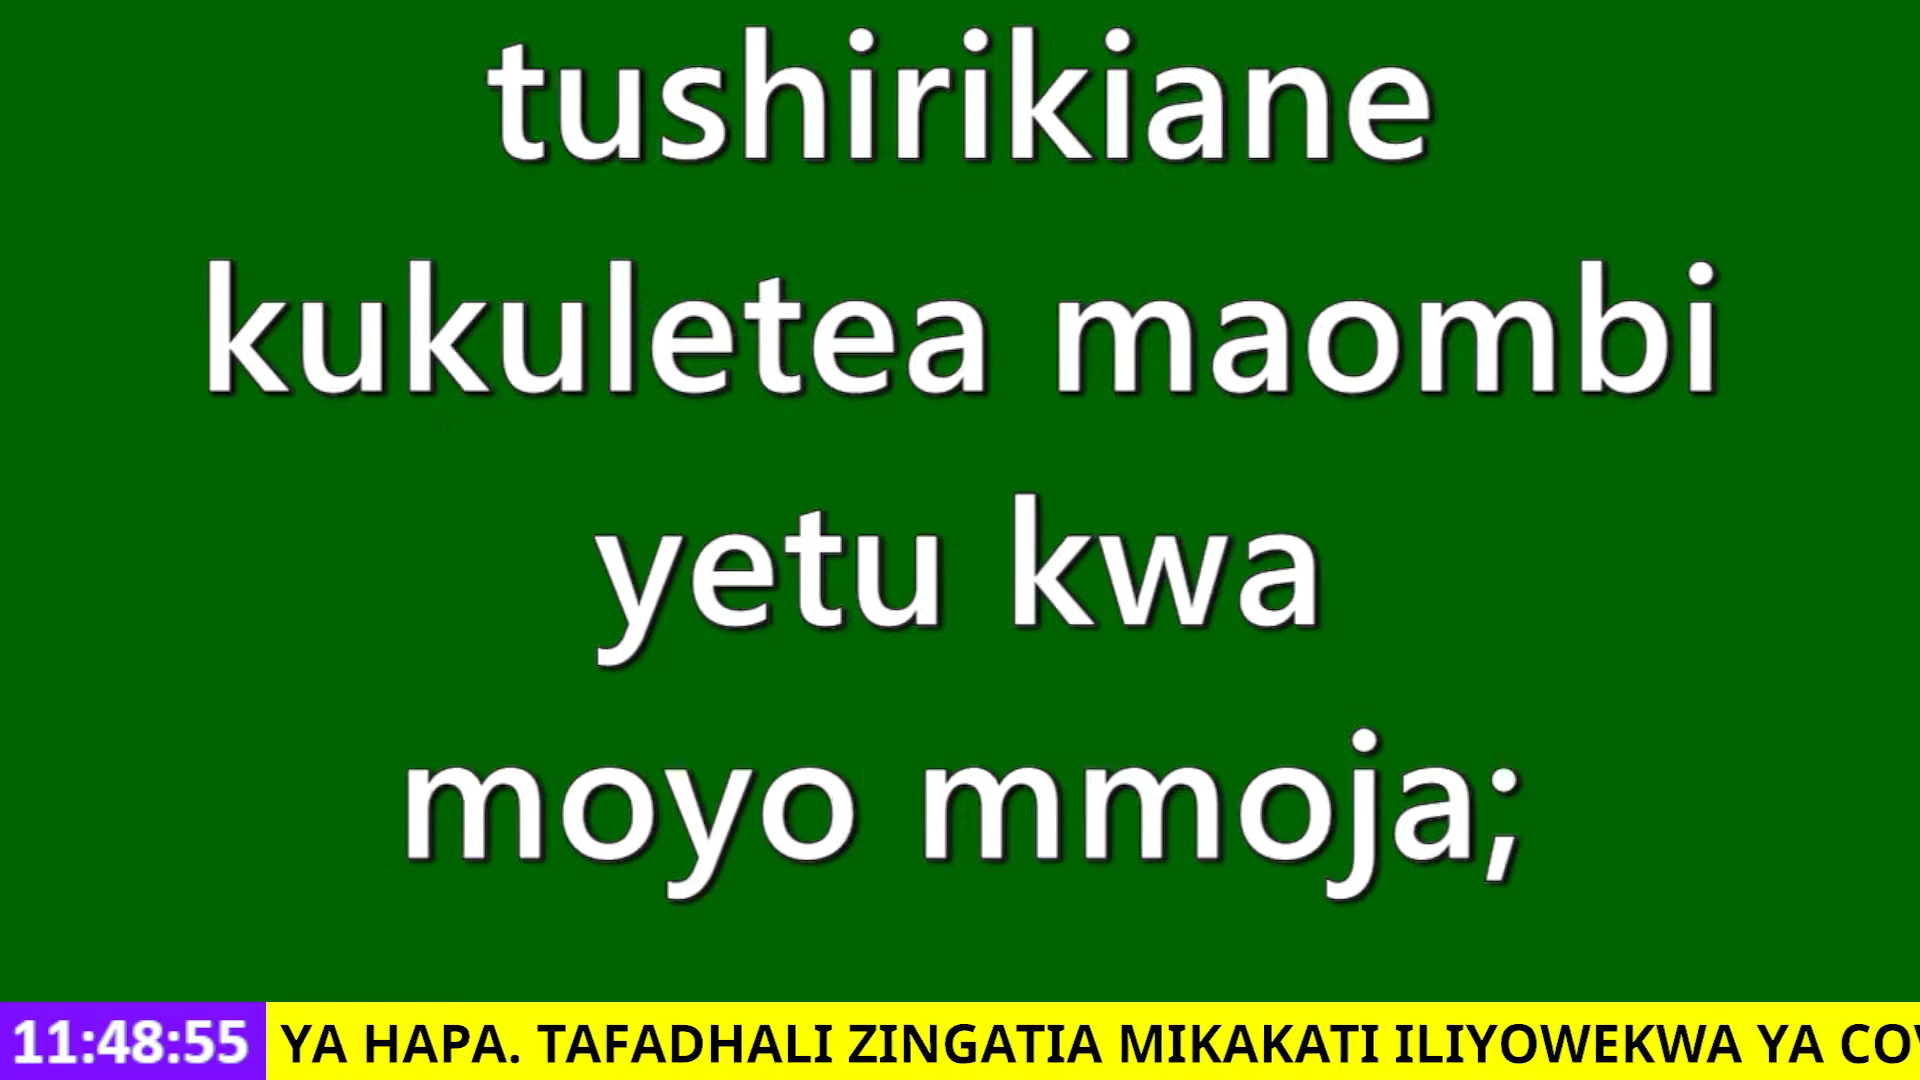 tushirikiane
kukuletea maombi
yetu kwa
moyo mmoja;
11:48:55 YA HAPA. TAFADHALI ZINGATIA MIKAKATI ILIYOWEKWA YA